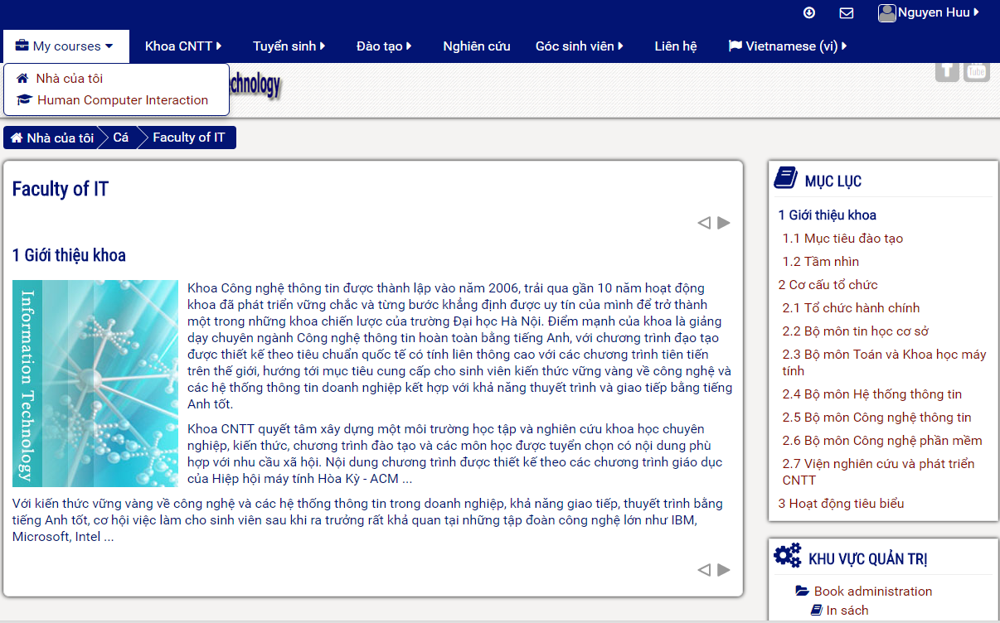 Nguyen Huu
My courses
Khoa CNTT
Tuyển sinh
Đào tạo
Nghiên cứu
Góc sinh viên
Liên hệ
Vietnamese (vi)
Nhà của tôi
Human Computer Interaction
Tube
Nhà của tôi
Cá
Faculty of IT
Faculty of IT
1 Giới thiệu khoa
Information Technology
Khoa Công nghệ thông tin được thành lập vào năm 2006, trải qua gần 10 năm hoạt động
khoa đã phát triển vững chắc và từng bước khẳng định được uy tín của mình để trở thành
một trong những khoa chiến lược của trường Đại học Hà Nội. Điểm mạnh của khoa là giảng
dạy chuyên ngành Công nghệ thông tin hoàn toàn bằng tiếng Anh, với chương trình đạo tạo
được thiết kế theo tiêu chuẩn quốc tế có tính liên thông cao với các chương trình tiên tiến
trên thế giới, hướng tới mục tiêu cung cấp cho sinh viên kiến thức vững vàng về công nghệ và
các hệ thống thông tin doanh nghiệp kết hợp với khả năng thuyết trình và giao tiếp bằng tiếng
Anh tốt.
Khoa CNTT quyết tâm xây dựng một môi trường học tập và nghiên cứu khoa học chuyên
nghiệp, kiến thức, chương trình đào tạo và các môn học được tuyển chọn có nội dung phù
hợp với nhu cầu xã hội. Nội dung chương trình được thiết kế theo các chương trình giáo dục
của Hiệp hội máy tính Hòa Kỳ - ACM ...
Với kiến thức vững vàng về công nghệ và các hệ thống thông tin trong doanh nghiệp, khả năng giao tiếp, thuyết trình bằng
tiếng Anh tốt, cơ hội việc làm cho sinh viên sau khi ra trưởng rất khả quan tại những tập đoàn công nghệ lớn như IBM,
Microsoft, Intel ...
MỤC LỤC
1 Giới thiệu khoa
1.1 Mục tiêu đào tạo
1.2 Tầm nhìn
2 Cơ cấu tổ chức
2.1 Tổ chức hành chính
2.2 Bộ môn tin học cơ sở
2.3 Bộ môn Toán và Khoa học máy
tính
2.4 Bộ môn Hệ thống thông tin
2.5 Bộ môn Công nghệ thông tin
2.6 Bộ môn Công nghệ phần mềm
2.7 Viện nghiên cứu và phát triển
CNTT
3 Hoạt động tiêu biểu
KHU VỰC QUẢN TRỊ
Book administration
In sách